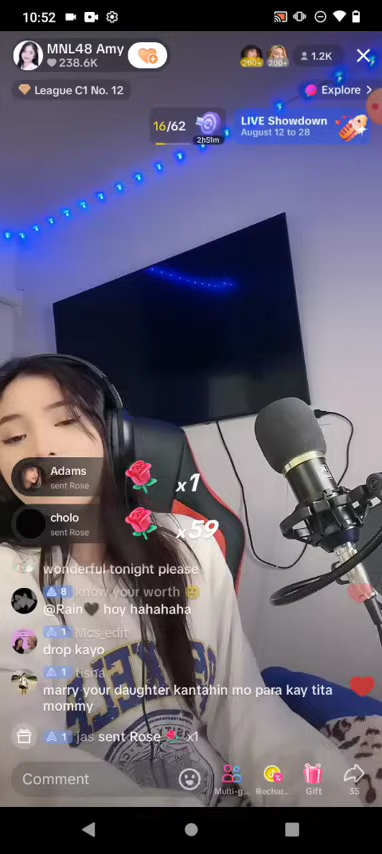 10:52
MNL48 Amy
238.6K
200+
200+
1.2K
League C1 No. 12
Explore
16/62
2h51m
LIVE Showdown
August 12 to 28
Adams
sent Rose
x1
cholo
sent Rose
x59
wonderful tonight please
8 know your worth
@Rain🖤 hoy hahahaha
1 Mcs_edit
drop kayo
1 tisha
marry your daughter kantahin mo para kay tita
mommy
1 jas sent Rose x1
Comment
Multi-g...
Rechar...
Gift
35